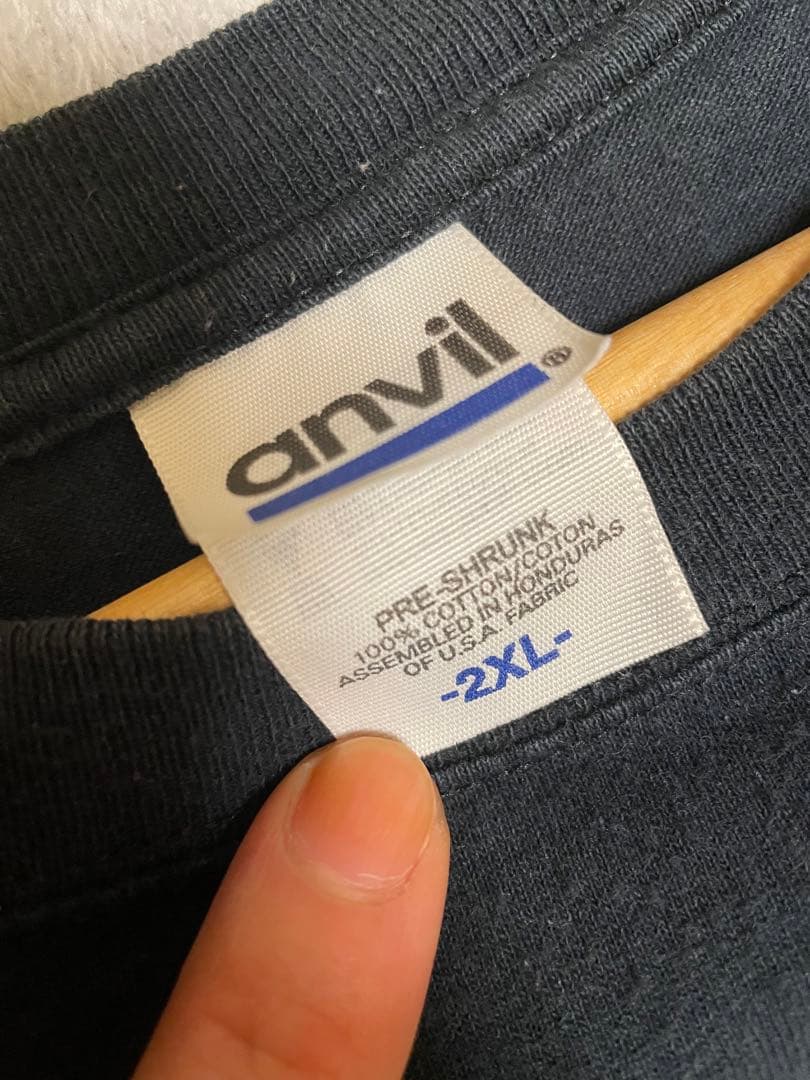 anvil®
PRE-SHRUNK
100% COTTON/COTON
ASSEMBLED IN HONDURAS
OF U.S.A. FABRIC
-2XL-